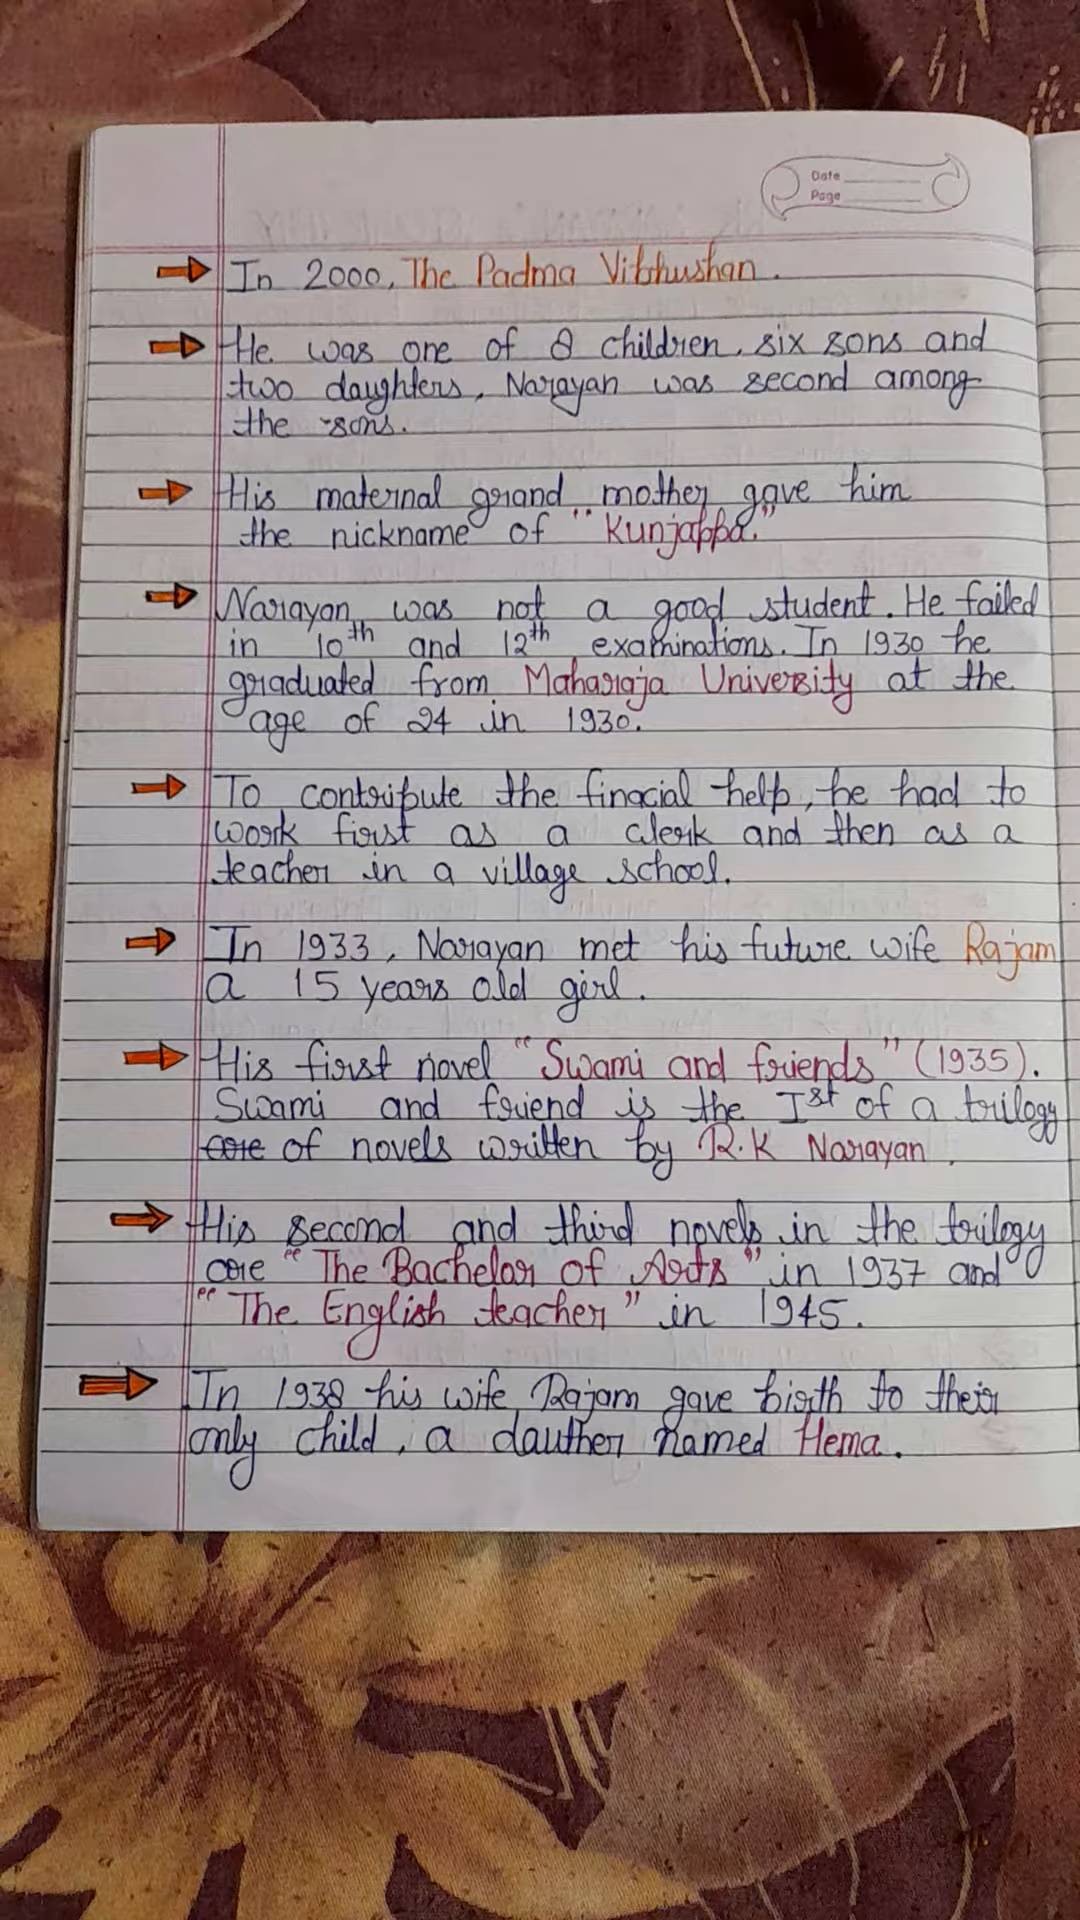 Date
Page
In 2000, The Padma Vibhushan.
He was one of 8 children, six sons and
two daughters, Narayan was second among
the sons.
His maternal grand mother gave him
the nickname of "Kunjappa."
Narayan was not a good student. He failed
in 10th and 12th examinations. In 1930 he
graduated from Maharaja University at the
age of 24 in 1930.
To contribute the finacial help, he had to
work first as a clerk and then as a
teacher in a village school.
In 1933, Narayan met his future wife Rajam
a 15 years old girl.
His first novel "Swami and friends" (1935).
Swami and friend is the Ist of a trilogy
are of novels written by R.K Narayan.
His second and third novels in the trilogy
are "The Bachelor of Arts" in 1937 and
"The English teacher" in 1945.
In 1938 his wife Rajam gave birth to their
only child, a dauther named Hema.